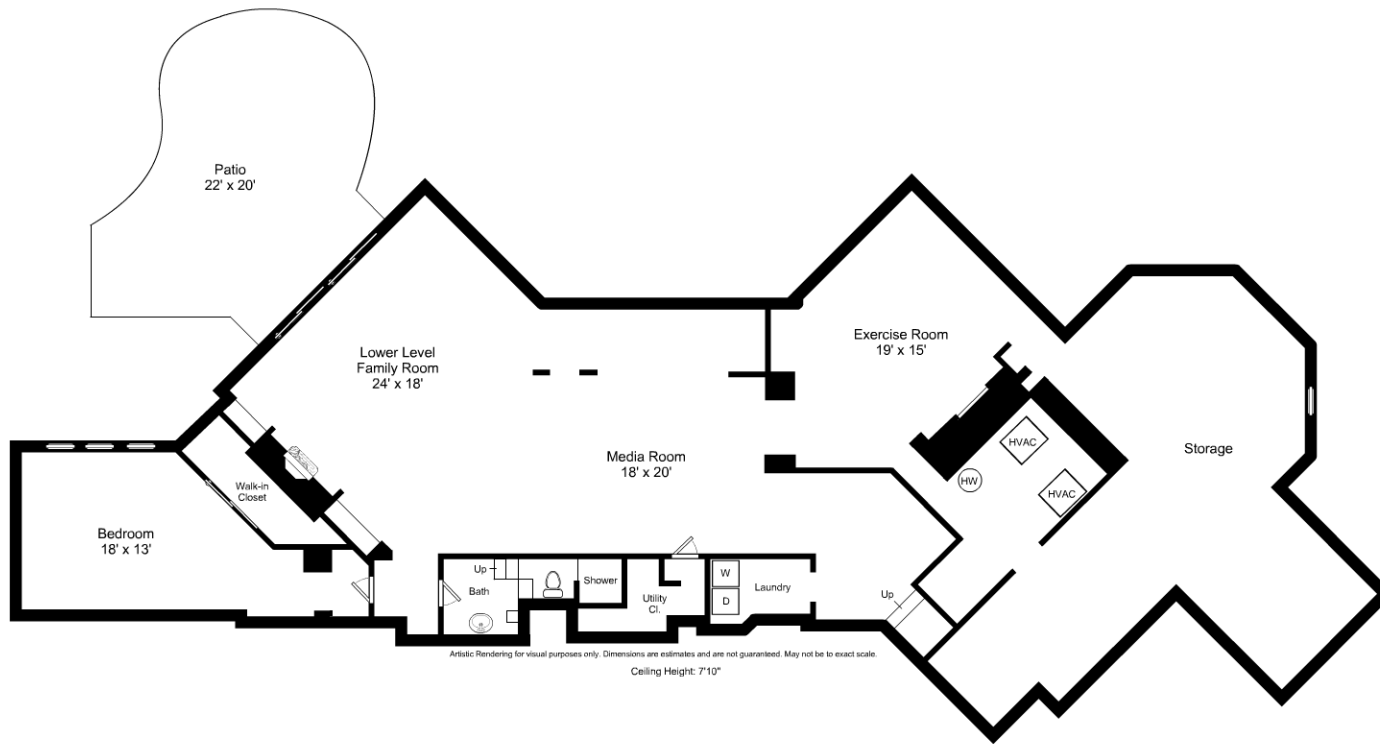 Patio
22' x 20'
Exercise Room
19' x 15'
Lower Level
Family Room
24' x 18'
HVAC
Storage
Media Room
18' x 20'
HW
HVAC
Walk-in
Closet
Bedroom
18' x 13'
Up
Bath
Shower
Utility
Cl.
W
D
Laundry
Up
Artistic Rendering for visual purposes only. Dimensions are estimates and are not guaranteed. May not be to exact scale.
Ceiling Height: 7'10"